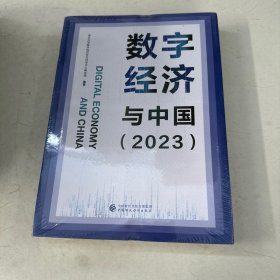 数字
经济
与中国
（2023）
DIGITAL ECONOMY
AND CHINA